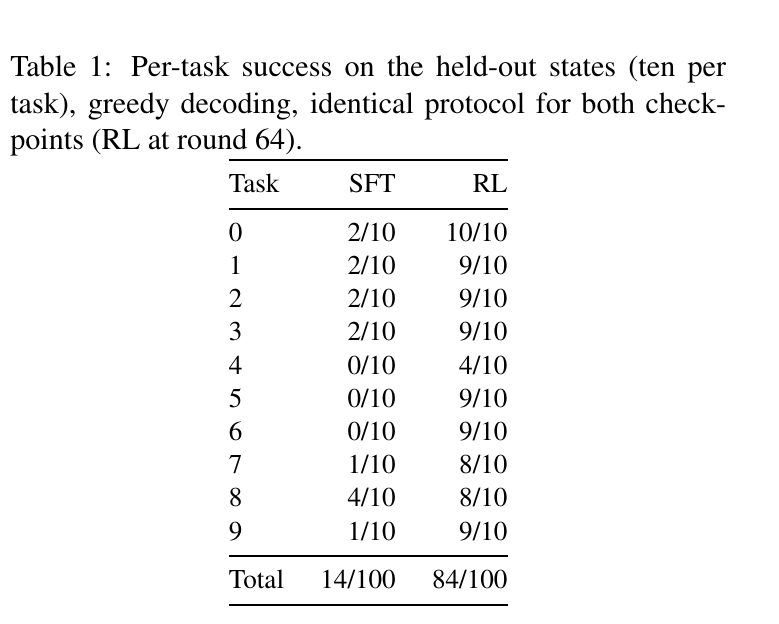 Table 1: Per-task success on the held-out states (ten per
task), greedy decoding, identical protocol for both check-
points (RL at round 64).
Task SFT RL
0 2/10 10/10
1 2/10 9/10
2 2/10 9/10
3 2/10 9/10
4 0/10 4/10
5 0/10 9/10
6 0/10 9/10
7 1/10 8/10
8 4/10 8/10
9 1/10 9/10
Total 14/100 84/100